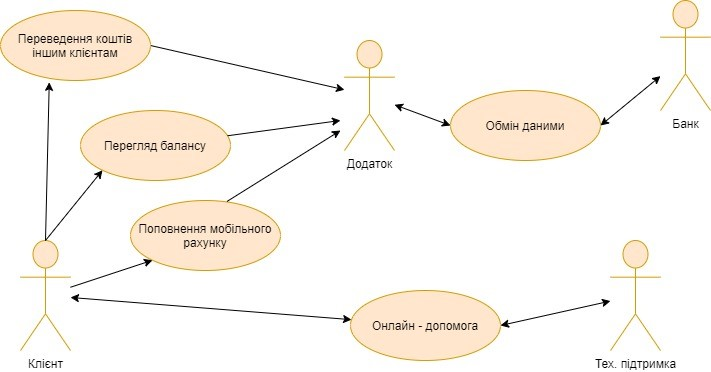 Переведення коштів
іншим клієнтам
Перегляд балансу
Поповнення мобільного
рахунку
Клієнт
Додаток
Обмін даними
Банк
Онлайн - допомога
Тех. підтримка